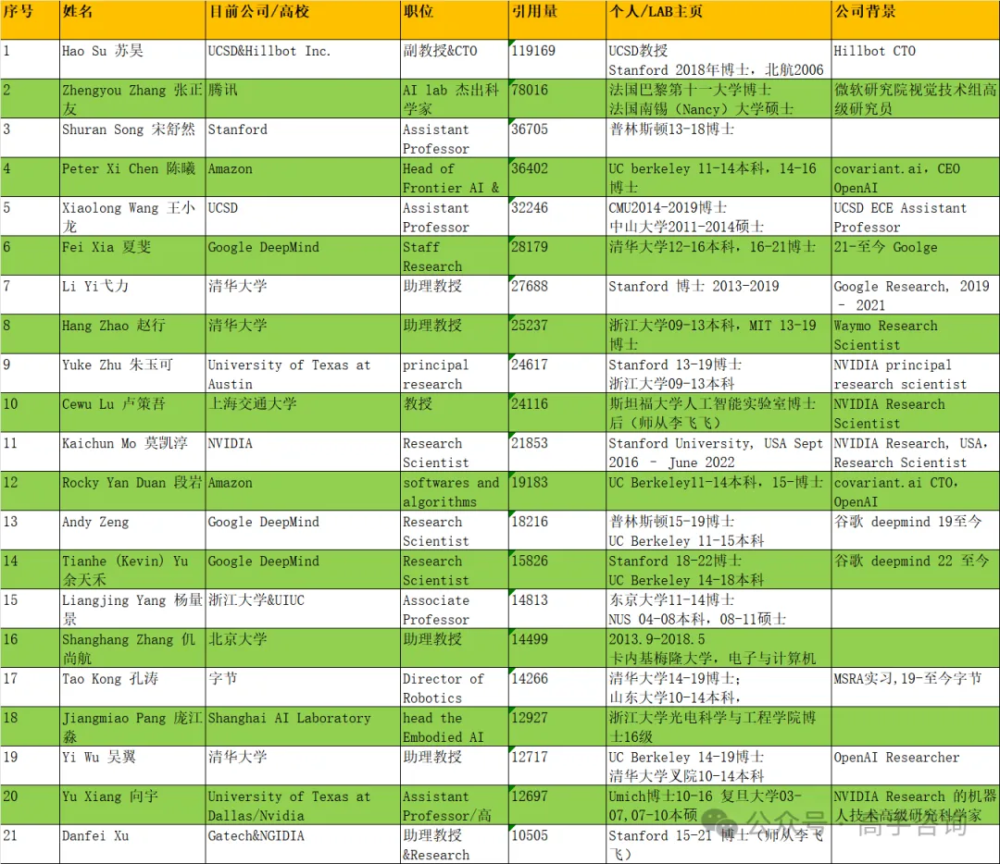 序号 姓名 目前公司/高校 职位 引用量 个人/LAB主页 公司背景
1 Hao Su 苏昊 UCSD&Hillbot Inc. 副教授&CTO 119169 UCSD教授 Hillbot CTO
Stanford 2018年博士，北航2006
2 Zhengyou Zhang 张正 腾讯 AI lab 杰出科 78016 法国巴黎第十一大学博士 微软研究院视觉技术组高
友 学家 法国南锡（Nancy）大学硕士 级研究员
3 Shuran Song 宋舒然 Stanford Assistant 36705 普林斯顿13-18博士
Professor
4 Peter Xi Chen 陈曦 Amazon Head of 36402 UC berkeley 11-14本科，14-16 covariant.ai，CEO
Frontier AI & 博士 OpenAI
5 Xiaolong Wang 王小 UCSD Assistant 32246 CMU2014-2019博士 UCSD ECE Assistant
龙 Professor 中山大学2011-2014硕士 Professor
6 Fei Xia 夏斐 Google DeepMind Staff 28179 清华大学12-16本科，16-21博士 21-至今 Goolge
Research
7 Li Yi弋力 清华大学 助理教授 27688 Stanford 博士 2013-2019 Google Research, 2019
– 2021
8 Hang Zhao 赵行 清华大学 助理教授 25237 浙江大学09-13本科，MIT 13-19 Waymo Research
博士 Scientist
9 Yuke Zhu 朱玉可 University of Texas at principal 24617 Stanford 13-19博士 NVIDIA principal
Austin research 浙江大学09-13本科 research scientist
10 Cewu Lu 卢策吾 上海交通大学 教授 24116 斯坦福大学人工智能实验室博士 NVIDIA Research
后（师从李飞飞） Scientist
11 Kaichun Mo 莫凯淳 NVIDIA Research 21853 Stanford University, USA Sept NVIDIA Research, USA，
Scientist 2016 – June 2022 Research Scientist
12 Rocky Yan Duan 段岩 Amazon softwares and 19183 UC Berkeley11-14本科，15-博士 covariant.ai CTO，
algorithms OpenAI
13 Andy Zeng Google DeepMind Research 18216 普林斯顿15-19博士 谷歌 deepmind 19至今
Scientist UC Berkeley 11-15本科
14 Tianhe (Kevin) Yu Google DeepMind Research 15826 Stanford 18-22博士 谷歌 deepmind 22 至今
余天禾 Scientist UC Berkeley 14-18本科
15 Liangjing Yang 杨量 浙江大学&UIUC Associate 14813 东京大学11-14博士
景 Professor NUS 04-08本科，08-11硕士
16 Shanghang Zhang 仉 北京大学 助理教授 14499 2013.9-2018.5
尚航 卡内基梅隆大学，电子与计算机
17 Tao Kong 孔涛 字节 Director of 14266 清华大学14-19博士； MSRA实习,19-至今字节
Robotics 山东大学10-14本科，
18 Jiangmiao Pang 庞江 Shanghai AI Laboratory head the 12927 浙江大学光电科学与工程学院博
淼 Embodied AI 士16级
19 Yi Wu 吴翼 清华大学 助理教授 12717 UC Berkeley 14-19博士 OpenAI Researcher
清华大学叉院10-14本科
20 Yu Xiang 向宇 University of Texas at Assistant 12697 Umich博士10-16 复旦大学03- NVIDIA Research 的机器
Dallas/Nvidia Professor/高 07,07-10本硕 人技术高级研究科学家
21 Danfei Xu Gatech&NGIDIA 助理教授 10505 Stanford 15-21 博士（师从李飞
&Research 飞）
公众号·高手咨询